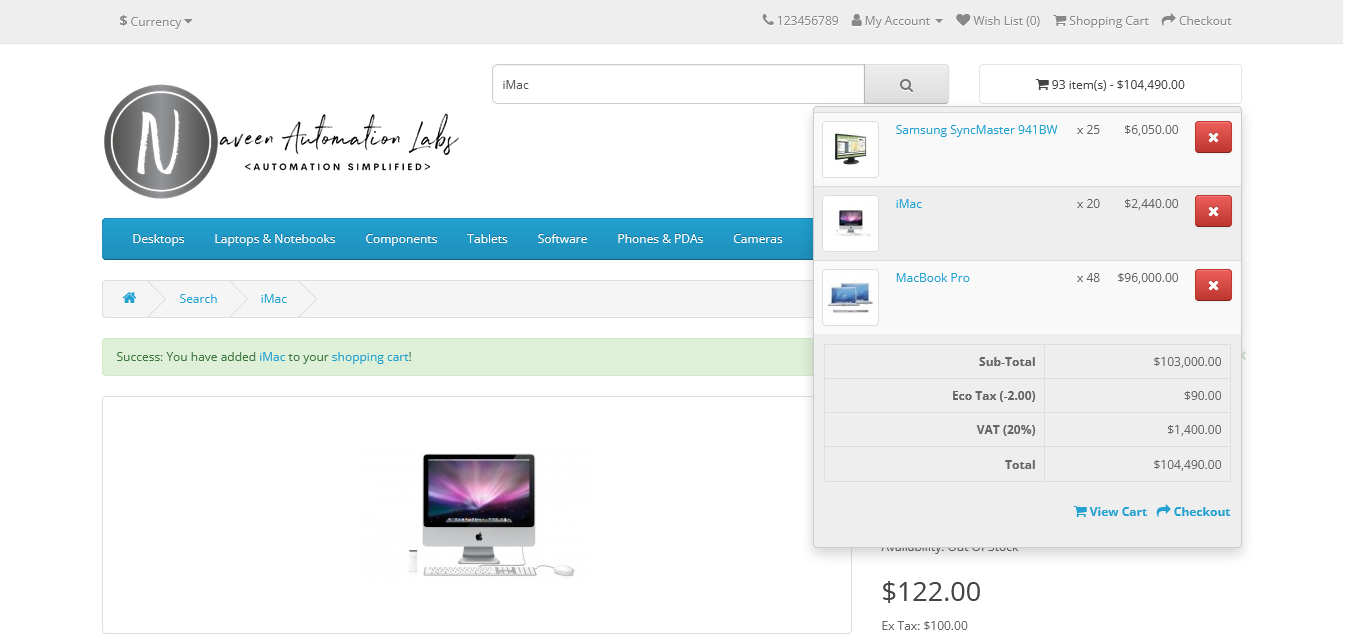 $ Currency
123456789 My Account Wish List (0) Shopping Cart Checkout
iMac
93 item(s) - $104,490.00
N aveen Automation Labs
<AUTOMATION SIMPLIFIED>
Samsung SyncMaster 941BW x 25 $6,050.00
iMac x 20 $2,440.00
MacBook Pro x 48 $96,000.00
Sub-Total $103,000.00
Eco Tax (-2.00) $90.00
VAT (20%) $1,400.00
Total $104,490.00
View Cart Checkout
Desktops Laptops & Notebooks Components Tablets Software Phones & PDAs Cameras
Search iMac
Success: You have added iMac to your shopping cart!
Availability: Out Of Stock
$122.00
Ex Tax: $100.00